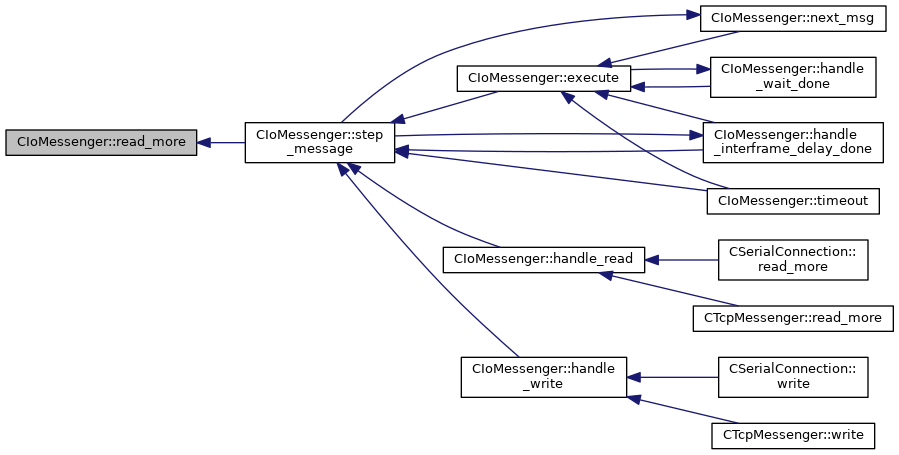 CIoMessenger::next_msg
CIoMessenger::execute
CIoMessenger::handle
_wait_done
CIoMessenger::read_more
CIoMessenger::step
_message
CIoMessenger::handle
_interframe_delay_done
CIoMessenger::timeout
CIoMessenger::handle_read
CSerialConnection::
read_more
CTcpMessenger::read_more
CIoMessenger::handle
_write
CSerialConnection::
write
CTcpMessenger::write